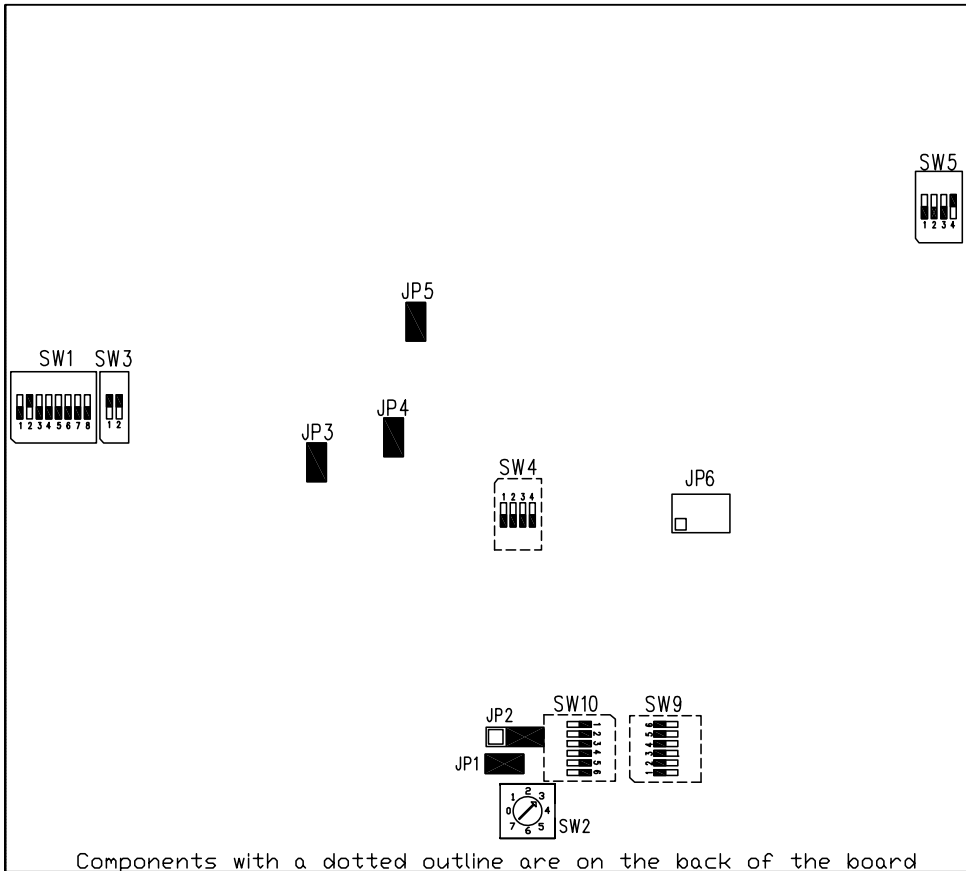 SW5
1 2 3 4
JP5
SW1 SW3
1 2 3 4 5 6 7 8
1 2
JP4
JP3
SW4
1 2 3 4
JP6
SW10
1
2
3
4
5
6
SW9
6
5
4
3
2
1
JP2
JP1
0 1 2 3 4 5 6 7
SW2
Components with a dotted outline are on the back of the board